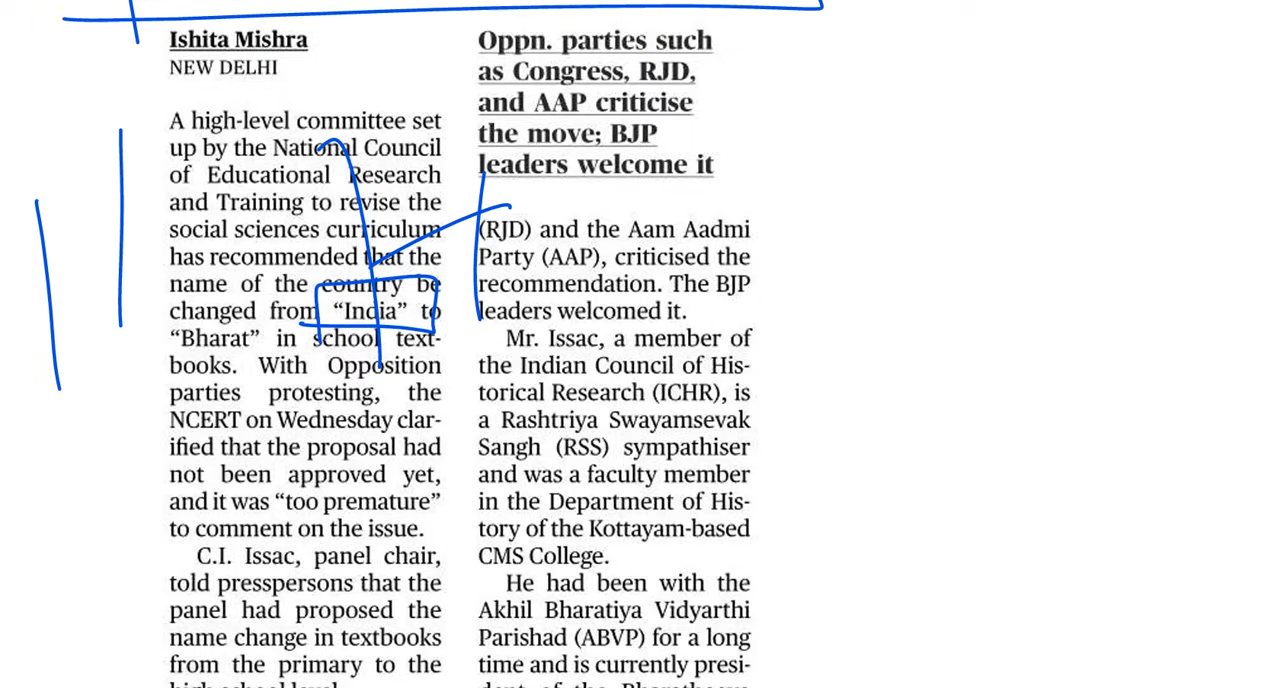 Ishita Mishra
NEW DELHI
A high-level committee set
up by the National Council
of Educational Research
and Training to revise the
social sciences curriculum
has recommended that the
name of the country be
changed from “India” to
“Bharat” in school text-
books. With Opposition
parties protesting, the
NCERT on Wednesday clar-
ified that the proposal had
not been approved yet,
and it was “too premature”
to comment on the issue.
C.I. Issac, panel chair,
told presspersons that the
panel had proposed the
name change in textbooks
from the primary to the
high school level.
Oppn. parties such
as Congress, RJD,
and AAP criticise
the move; BJP
leaders welcome it
(RJD) and the Aam Aadmi
Party (AAP), criticised the
recommendation. The BJP
leaders welcomed it.
Mr. Issac, a member of
the Indian Council of His-
torical Research (ICHR), is
a Rashtriya Swayamsevak
Sangh (RSS) sympathiser
and was a faculty member
in the Department of His-
tory of the Kottayam-based
CMS College.
He had been with the
Akhil Bharatiya Vidyarthi
Parishad (ABVP) for a long
time and is currently presi-
dent of the